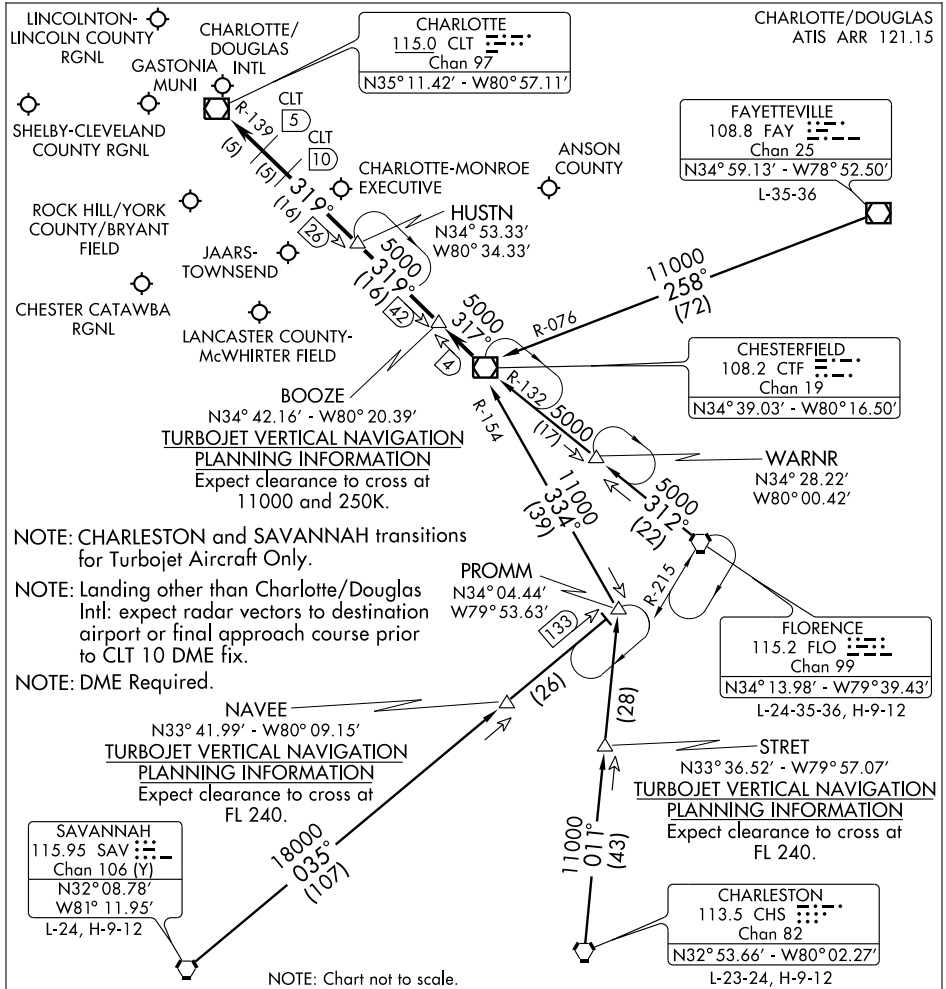 LINCOLNTON-
LINCOLN COUNTY
RGNL
CHARLOTTE/
DOUGLAS
INTL
GASTONIA
MUNI
SHELBY-CLEVELAND
COUNTY RGNL
CHARLOTTE
115.0 CLT
Chan 97
N35°11.42' - W80°57.11'
CHARLOTTE/DOUGLAS
ATIS ARR 121.15
FAYETTEVILLE
108.8 FAY
Chan 25
N34°59.13' - W78°52.50'
L-35-36
R-139
(5)
CLT
5
(5)
CLT
10
319°
(16)
26
CHARLOTTE-MONROE
EXECUTIVE
ANSON
COUNTY
ROCK HILL/YORK
COUNTY/BRYANT
FIELD
HUSTN
N34°53.33'
W80°34.33'
JAARS-
TOWNSEND
5000
319°
(16)
42
CHESTER CATAWBA
RGNL
LANCASTER COUNTY-
McWHIRTER FIELD
5000
317°
4
11000
258°
(72)
R-076
CHESTERFIELD
108.2 CTF
Chan 19
N34°39.03' - W80°16.50'
BOOZE
N34°42.16' - W80°20.39'
TURBOJET VERTICAL NAVIGATION
PLANNING INFORMATION
Expect clearance to cross at
11000 and 250K.
R-132
5000
(17)
R-154
WARNR
N34°28.22'
W80°00.42'
11000
334°
(39)
5000
312°
(22)
NOTE: CHARLESTON and SAVANNAH transitions
for Turbojet Aircraft Only.
NOTE: Landing other than Charlotte/Douglas
Intl: expect radar vectors to destination
airport or final approach course prior
to CLT 10 DME fix.
NOTE: DME Required.
PROMM
N34°04.44'
W79°53.63'
133
R-215
FLORENCE
115.2 FLO
Chan 99
N34°13.98' - W79°39.43'
L-24-35-36, H-9-12
(26)
(28)
NAVEE
N33°41.99' - W80°09.15'
TURBOJET VERTICAL NAVIGATION
PLANNING INFORMATION
Expect clearance to cross at
FL 240.
STRET
N33°36.52' - W79°57.07'
TURBOJET VERTICAL NAVIGATION
PLANNING INFORMATION
Expect clearance to cross at
FL 240.
SAVANNAH
115.95 SAV
Chan 106 (Y)
N32°08.78'
W81°11.95'
L-24, H-9-12
18000
035°
(107)
11000
011°
(43)
CHARLESTON
113.5 CHS
Chan 82
N32°53.66' - W80°02.27'
L-23-24, H-9-12
NOTE: Chart not to scale.